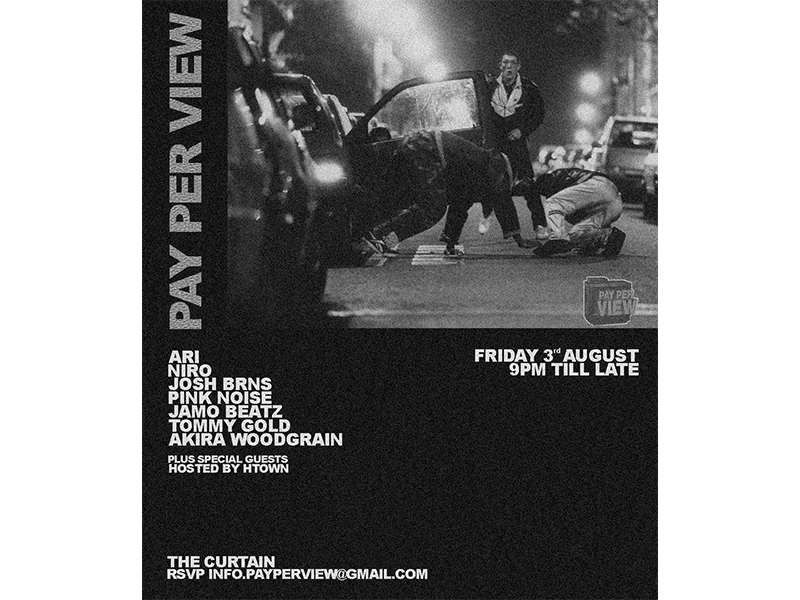 PAY PER VIEW
PAY PER
VIEW
ARI
NIRO
JOSH BRNS
PINK NOISE
JAMO BEATZ
TOMMY GOLD
AKIRA WOODGRAIN
PLUS SPECIAL GUESTS
HOSTED BY HTOWN
FRIDAY 3rd AUGUST
9PM TILL LATE
THE CURTAIN
RSVP INFO.PAYPERVIEW@GMAIL.COM